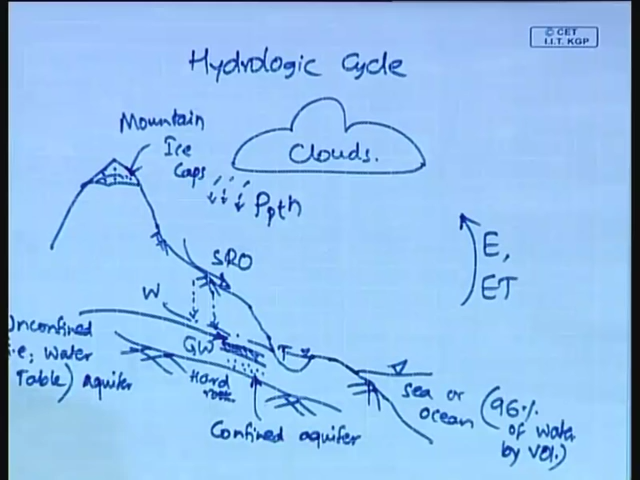 © CET
I.I.T. KGP
Hydrologic Cycle
Mountain
Ice
Caps
Clouds.
Ppth
E,
ET
SRO
W
Unconfined
i.e; Water
Table) aquifer
GW
Hard
rock
Confined aquifer
sea or
ocean (96%
of water
by vol.)